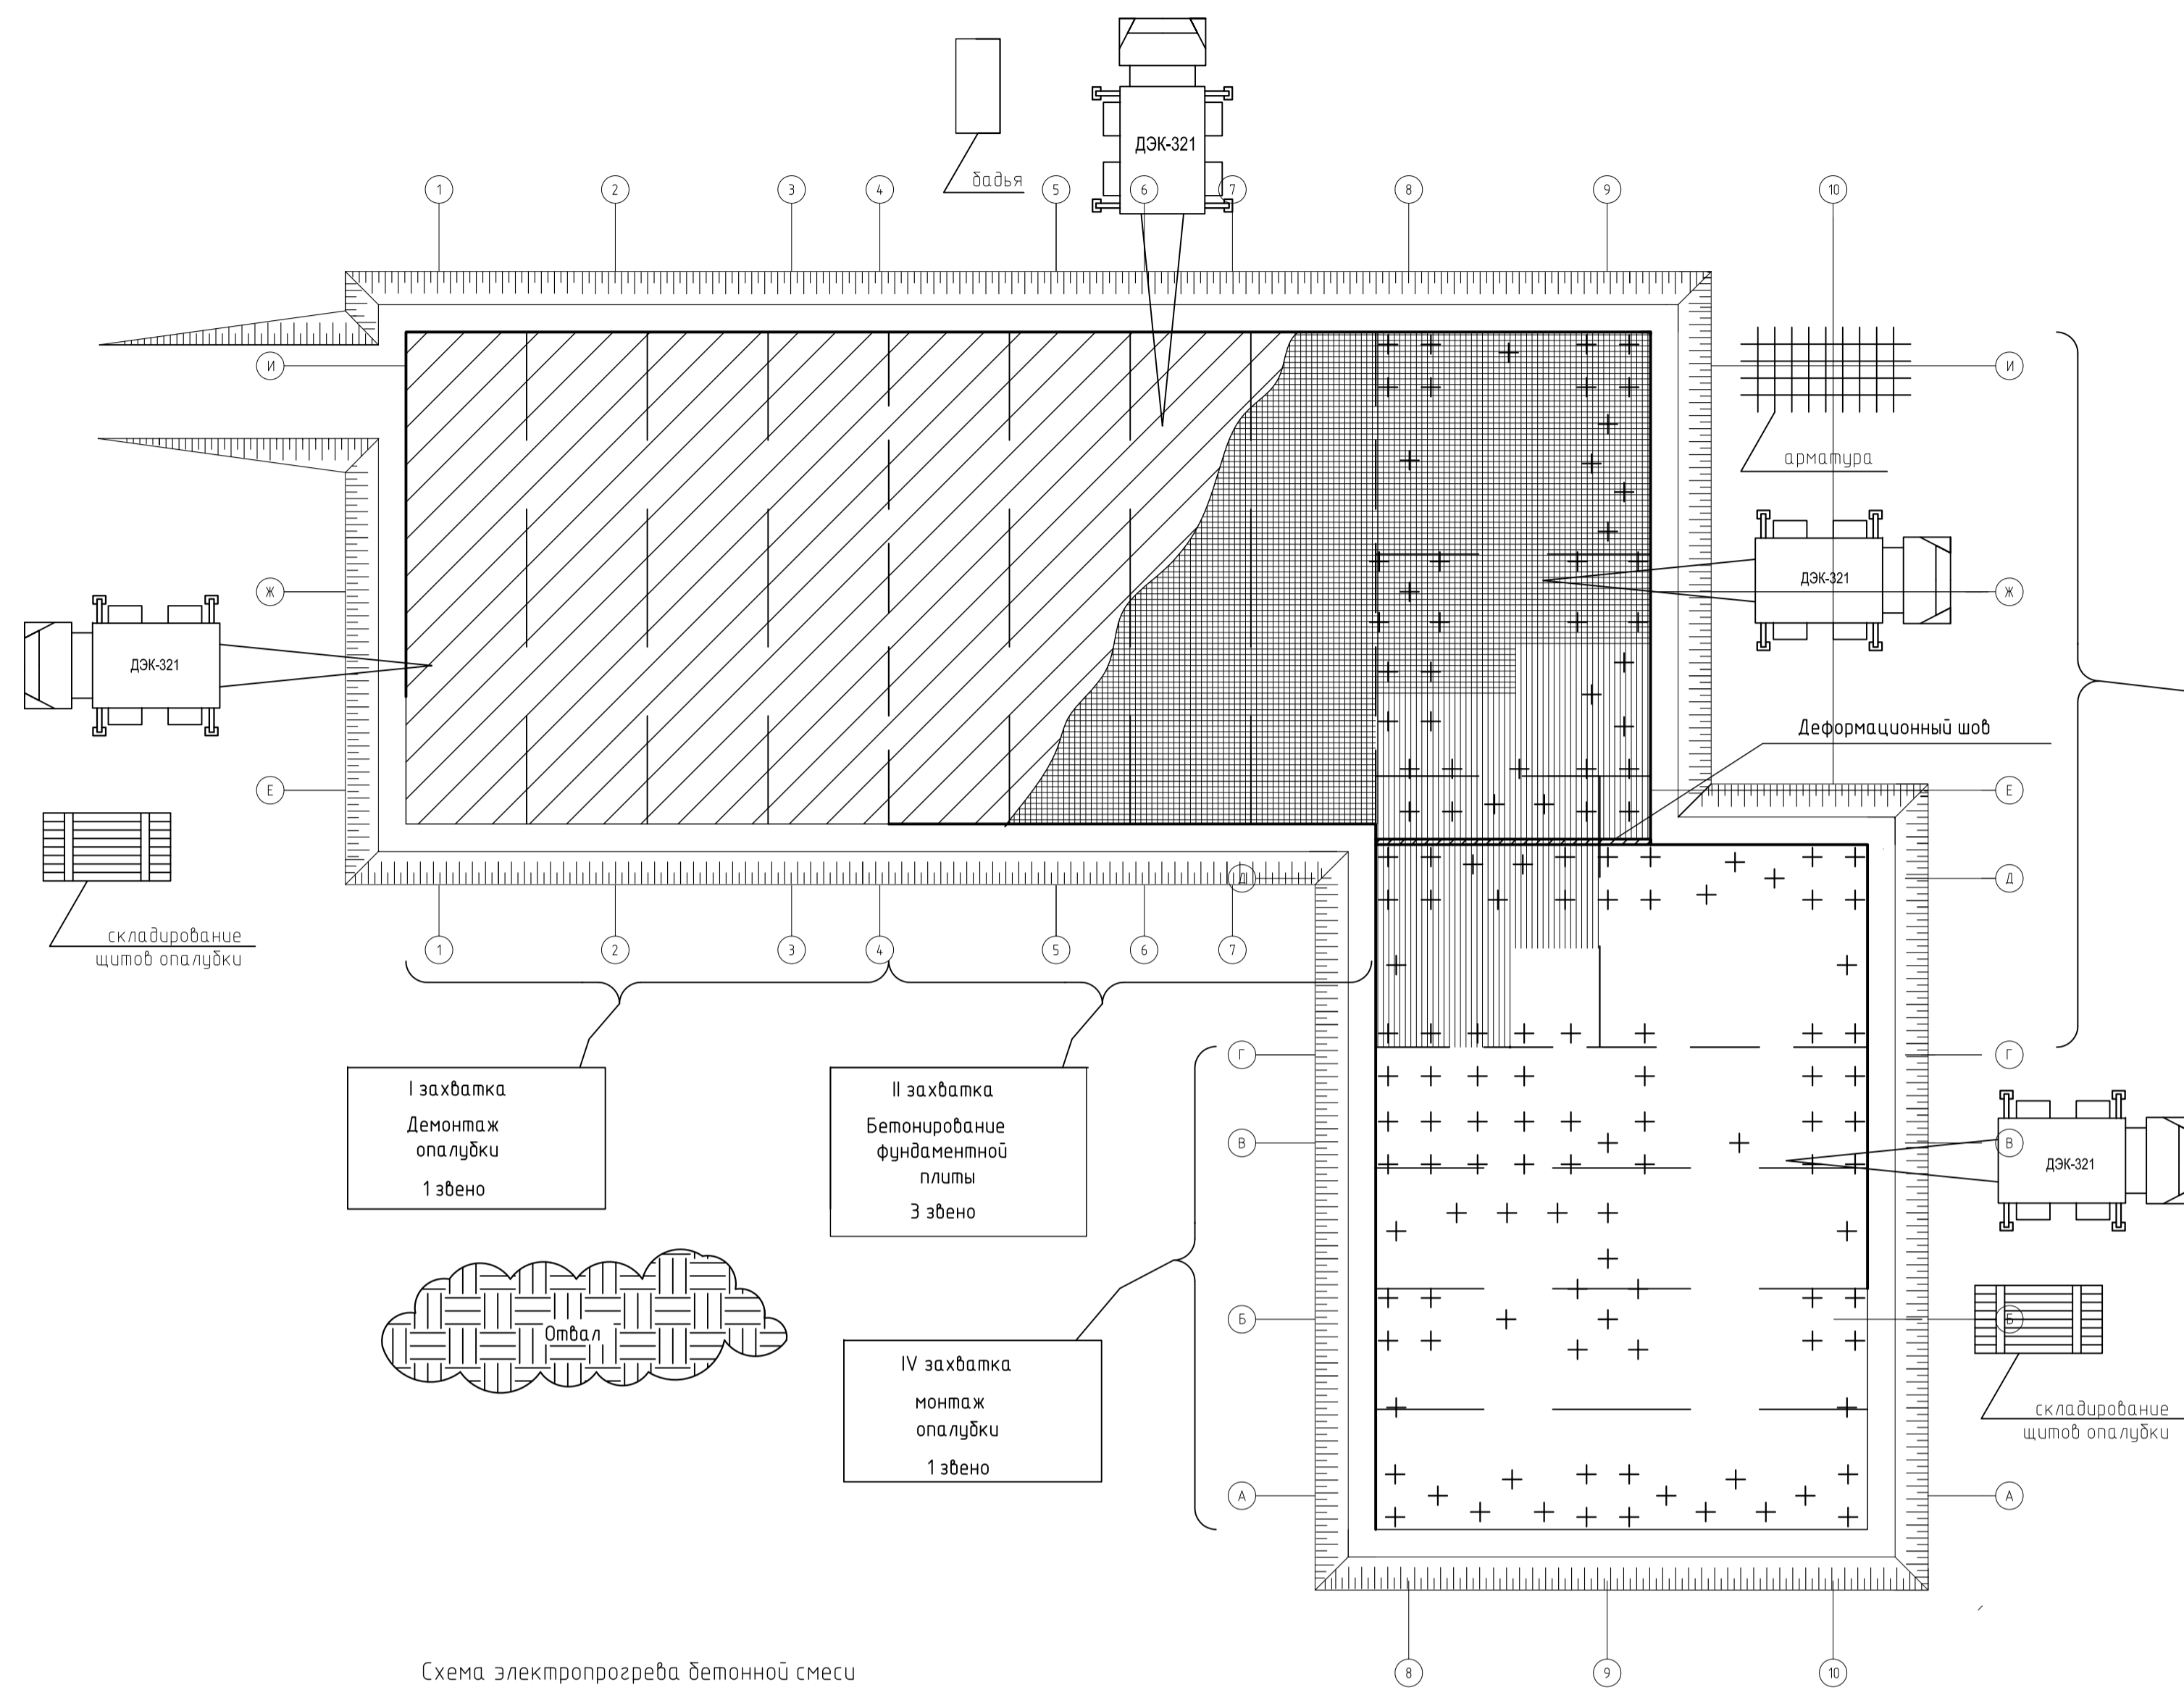 ДЭК-321
бадья
1
2
3
4
5
6
7
8
9
10
И
И
арматура
Ж
ДЭК-321
Ж
ДЭК-321
Деформационный шов
Е
Е
Д
Д
складирование
щитов опалубки
1
2
3
4
5
6
7
Г
Г
I захватка
Демонтаж
опалубки
1 звено
II захватка
Бетонирование
фундаментной
плиты
3 звено
В
В
ДЭК-321
Отвал
Б
Б
IV захватка
монтаж
опалубки
1 звено
складирование
щитов опалубки
А
А
Схема электропрогрева бетонной смеси
8
9
10